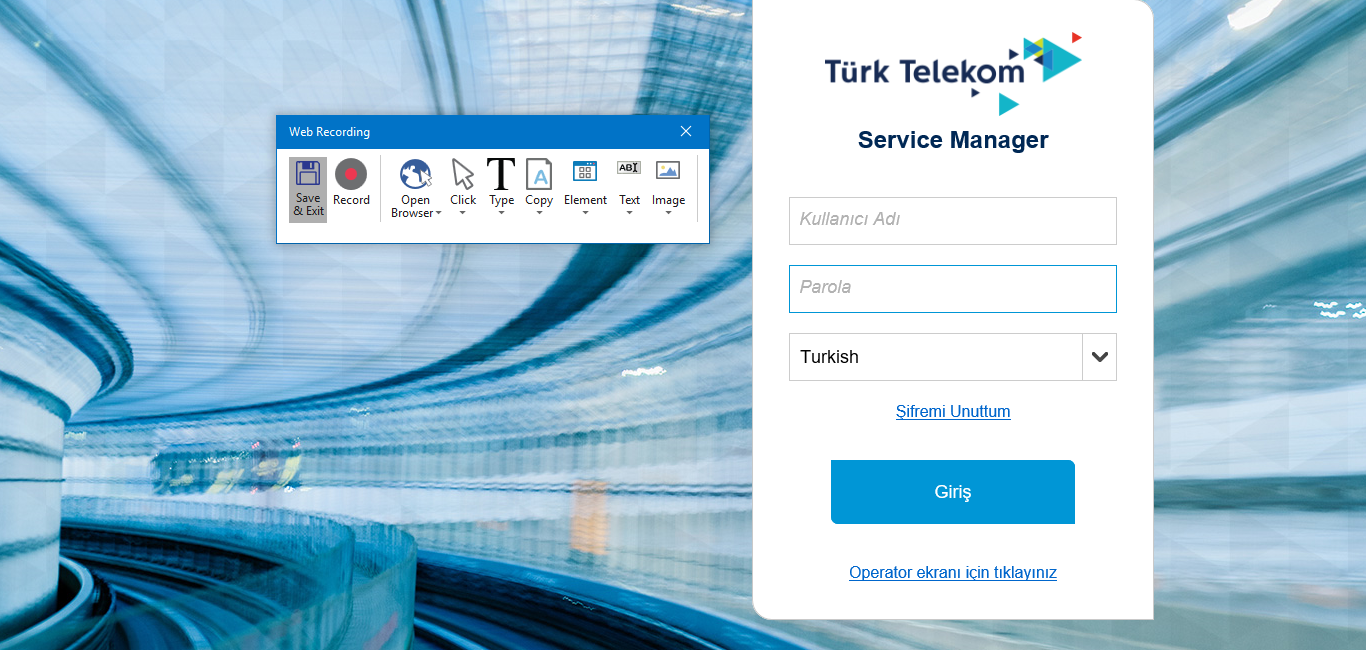 Türk Telekom
Service Manager
Web Recording
Save
& Exit
Record
Open
Browser
Click
Type
Copy
Element
Text
Image
T
A
ABI
Kullanıcı Adı
Parola
Turkish
Şifremi Unuttum
Giriş
Operator ekranı için tıklayınız